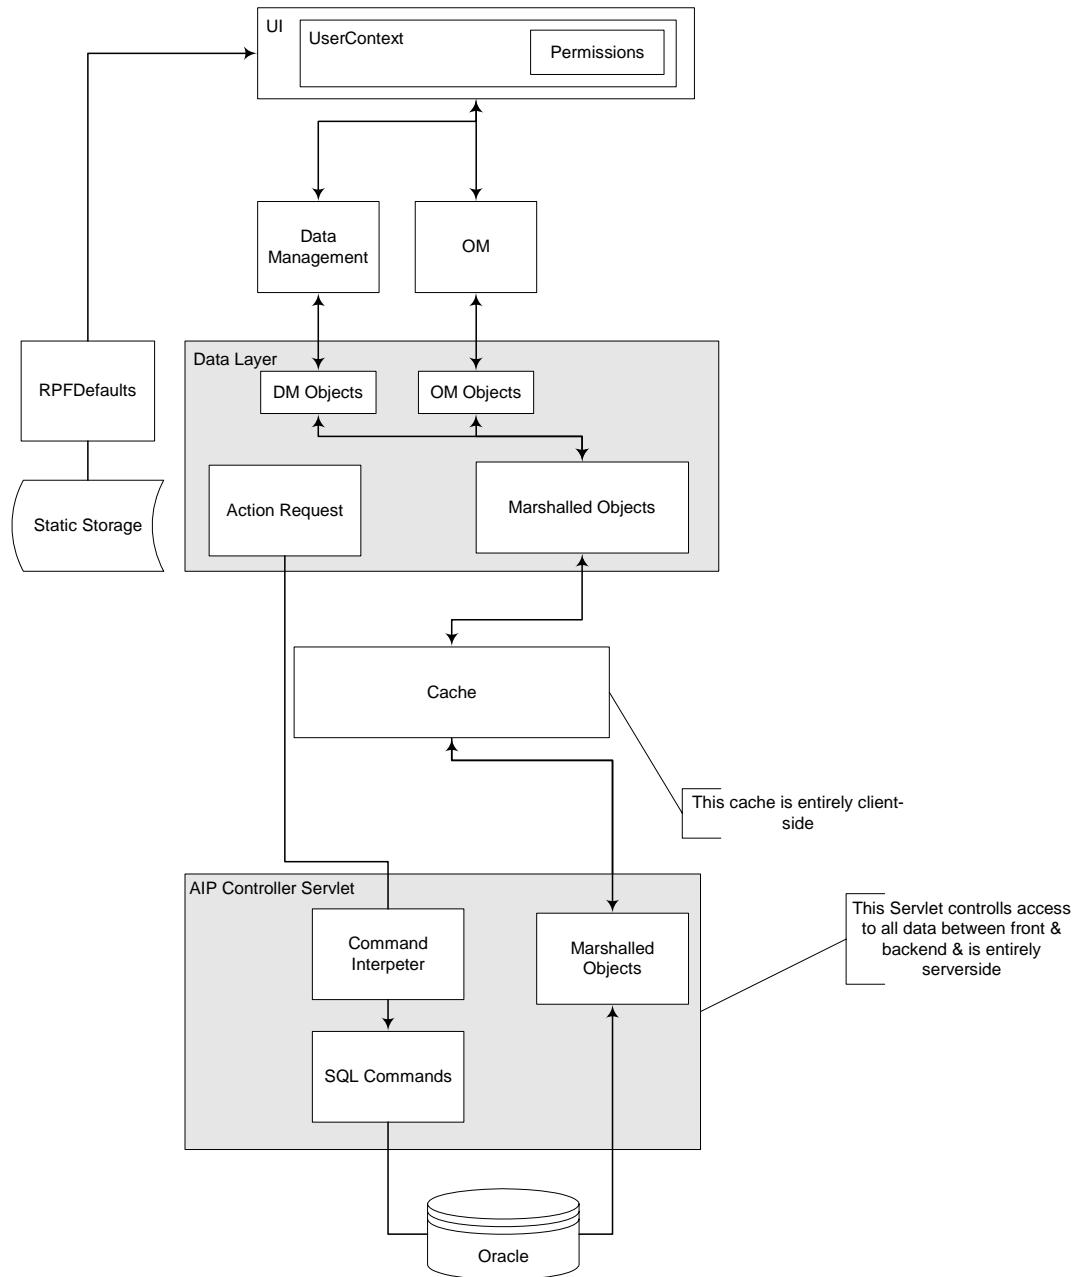 UI
UserContext
Permissions
Data
Management
OM
Data Layer
RPFDefaults
DM Objects
OM Objects
Action Request
Marshalled Objects
Static Storage
Cache
This cache is entirely client-
side
AIP Controller Servlet
Command
Interpeter
Marshalled
Objects
This Servlet controlls access
to all data between front &
backend & is entirely
serverside
SQL Commands
Oracle